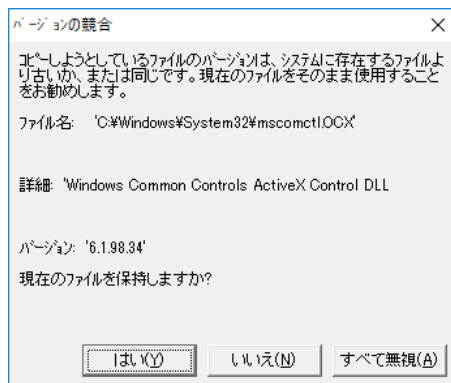 バージョンの競合
コピーしようとしているファイルのバージョンは、システムに存在するファイルよ
り古いか、または同じです。現在のファイルをそのまま使用すること
をお勧めします。
ファイル名: 'C:¥Windows¥System32¥mscomctl.OCX'
詳細: 'Windows Common Controls ActiveX Control DLL
バージョン: '6.1.98.34'
現在のファイルを保持しますか?
はい(Y) いいえ(N) すべて無視(A)